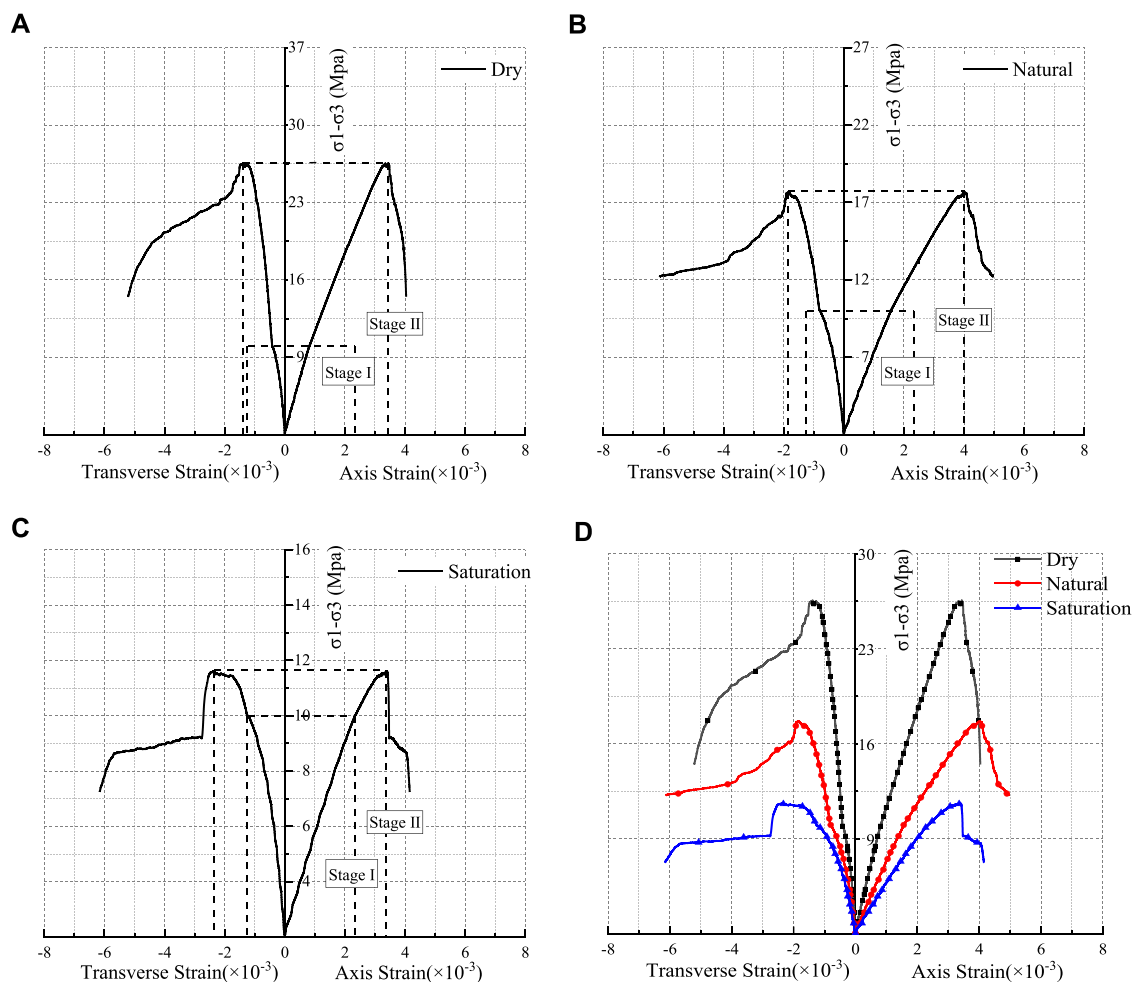 A
37
Dry
σ1-σ3 (Mpa)
30
23
16
Stage II
9
Stage I
-8 -6 -4 -2 0 2 4 6 8
Transverse Strain(×10⁻³) Axis Strain(×10⁻³)
B
27
Natural
σ1-σ3 (Mpa)
22
17
12
Stage II
7
Stage I
-8 -6 -4 -2 0 2 4 6 8
Transverse Strain(×10⁻³) Axis Strain(×10⁻³)
C
16
Saturation
σ1-σ3 (Mpa)
14
12
10
8
6
Stage II
4
Stage I
-8 -6 -4 -2 0 2 4 6 8
Transverse Strain(×10⁻³) Axis Strain(×10⁻³)
D
30
Dry
Natural
Saturation
σ1-σ3 (Mpa)
23
16
9
-8 -6 -4 -2 0 2 4 6 8
Transverse Strain(×10⁻³) Axis Strain(×10⁻³)